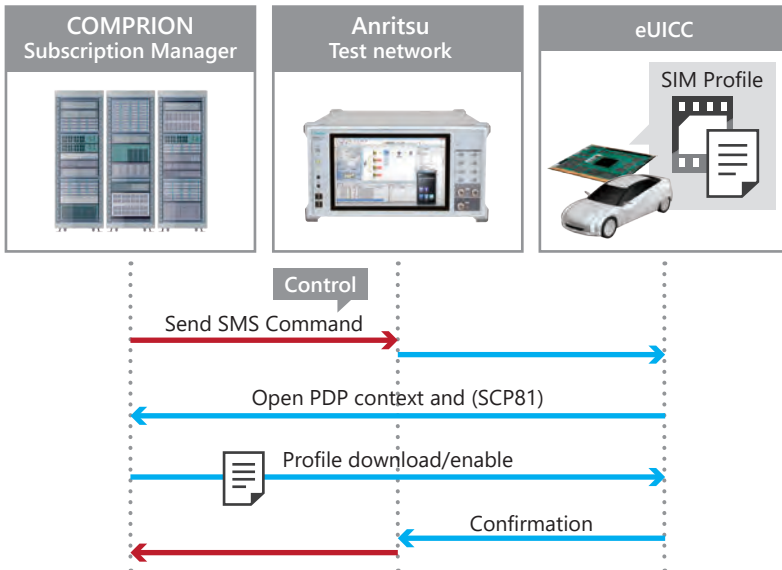 COMPRION
Subscription Manager
Anritsu
Test network
eUICC
SIM Profile
Control
Send SMS Command
Open PDP context and (SCP81)
Profile download/enable
Confirmation